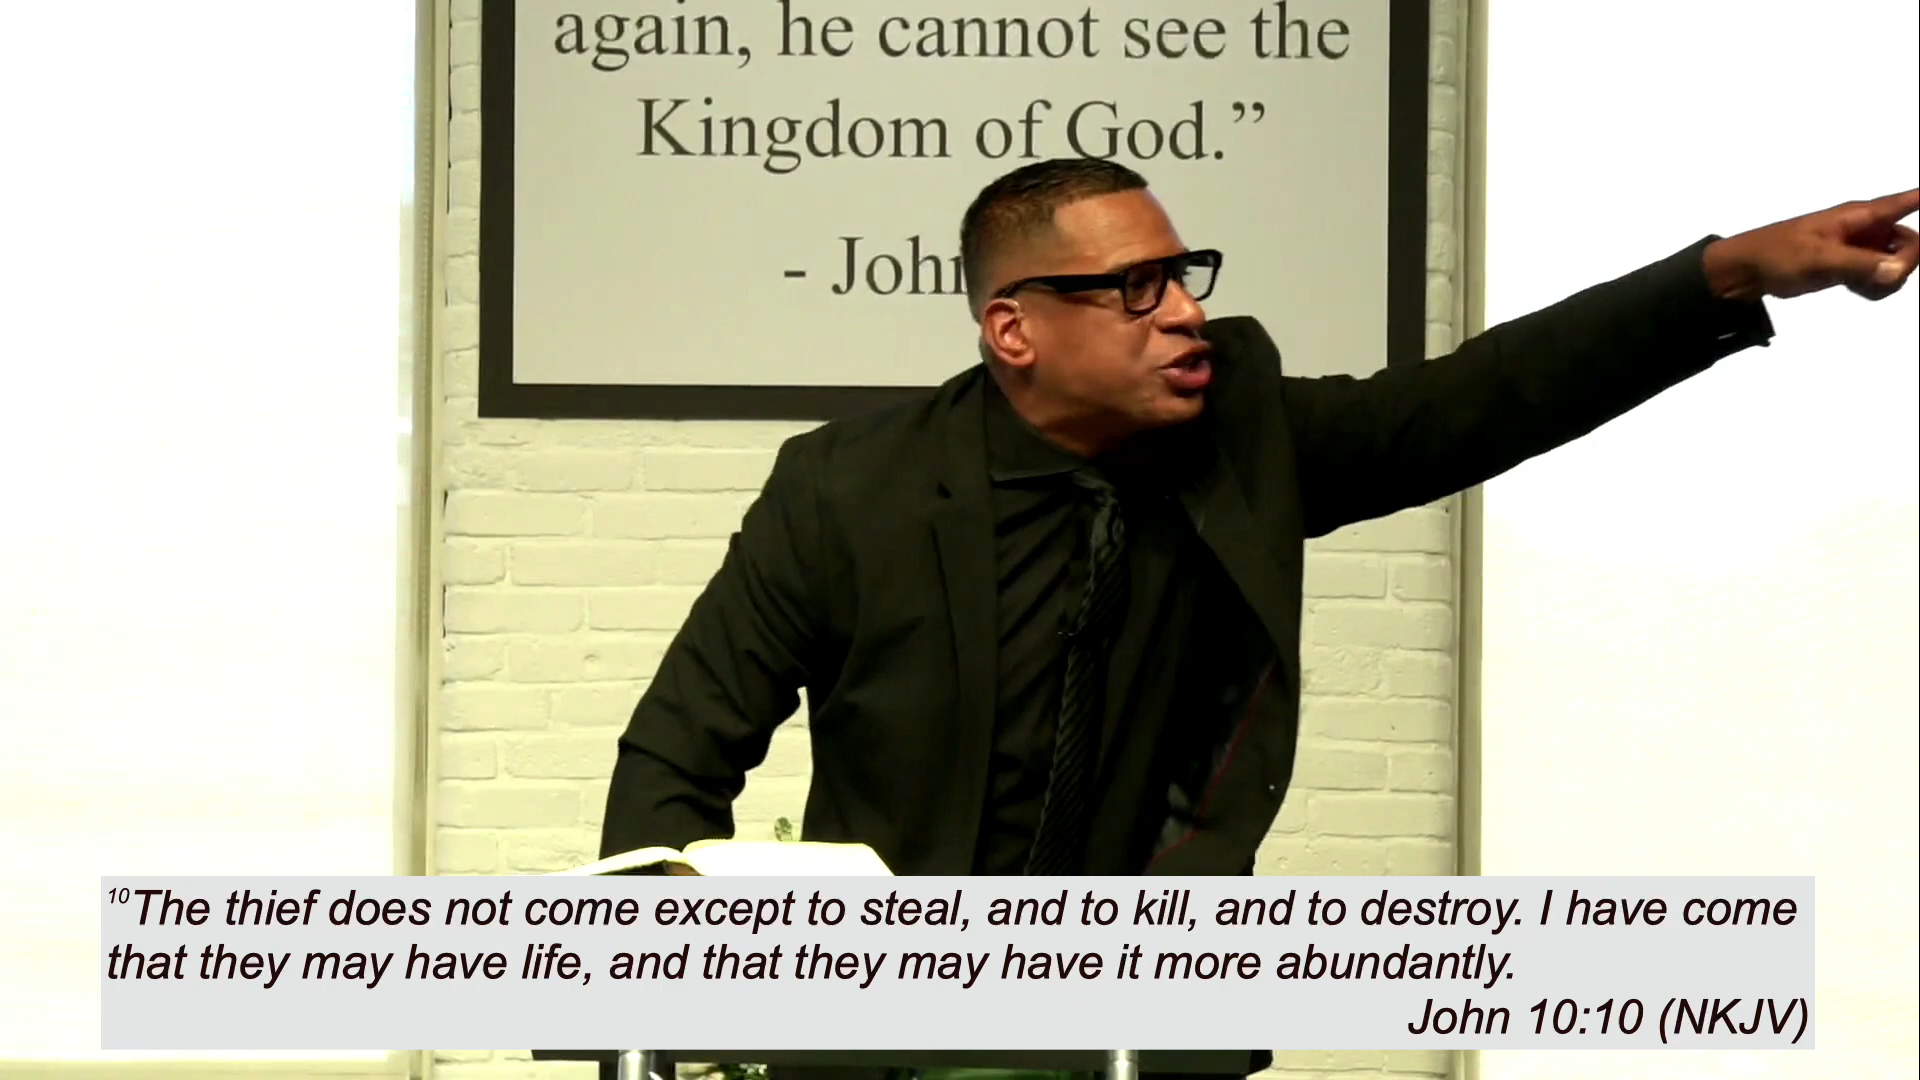 again, he cannot see the
Kingdom of God.”
- Joh
¹⁰The thief does not come except to steal, and to kill, and to destroy. I have come
that they may have life, and that they may have it more abundantly.
John 10:10 (NKJV)